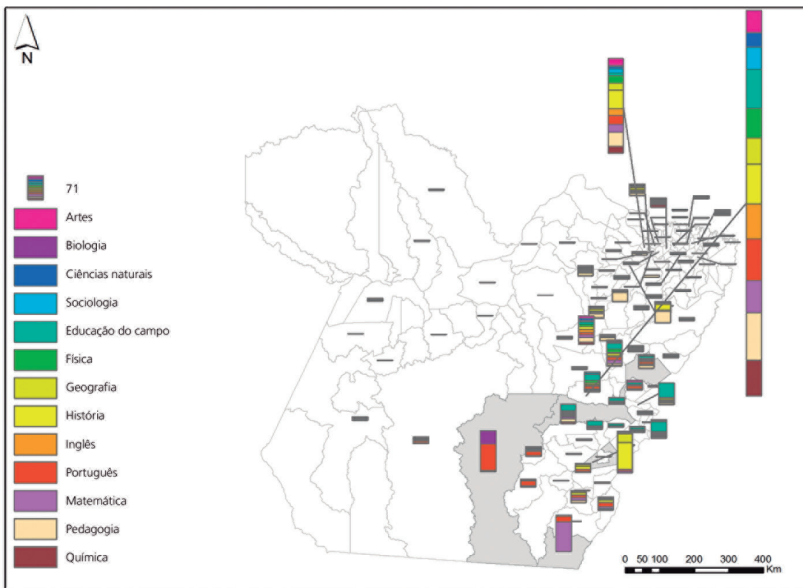 N
71
Artes
Biologia
Ciências naturais
Sociologia
Educação do campo
Física
Geografia
História
Inglês
Português
Matemática
Pedagogia
Química
0 50 100 200 300 400
Km